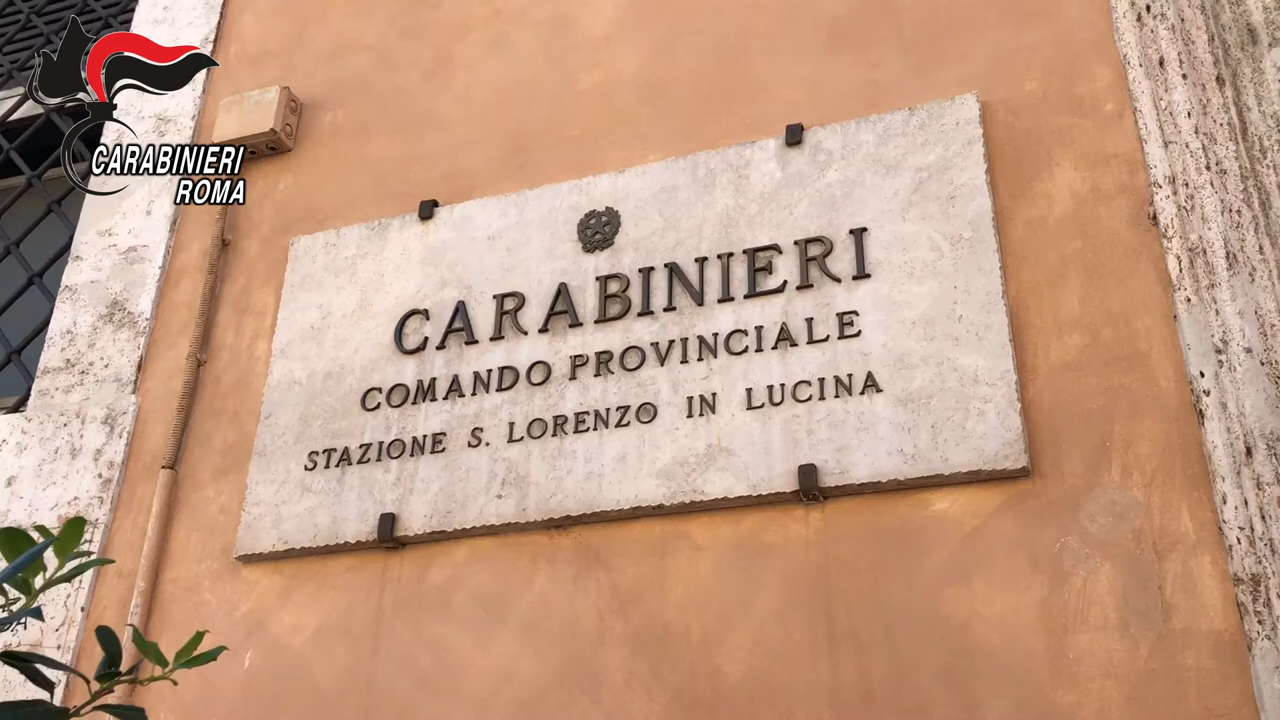 CARABINIERI
ROMA
CARABINIERI
COMANDO PROVINCIALE
STAZIONE S. LORENZO IN LUCINA